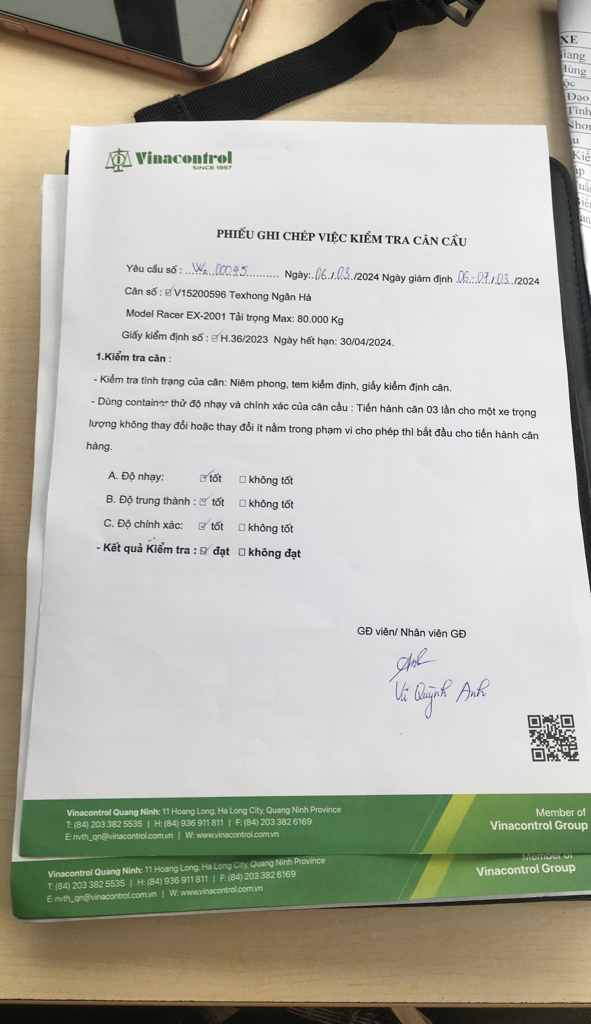 Vinacontrol
SINCE 1957
PHIẾU GHI CHÉP VIỆC KIỂM TRA CÂN CẦU
Yêu cầu số : 00045 Ngày: 06/03/2024 Ngày giám định 06-07/03/2024
Cân số : ☑ V15200596 Texhong Ngân Hà
Model Racer EX-2001 Tải trọng Max: 80.000 Kg
Giấy kiểm định số : ☑ H.36/2023 Ngày hết hạn: 30/04/2024.
1.Kiểm tra cân :
- Kiểm tra tình trạng của cân: Niêm phong, tem kiểm định, giấy kiểm định cân.
- Dùng container thử độ nhạy và chính xác của cân cầu : Tiến hành cân 03 lần cho một xe trọng
lượng không thay đổi hoặc thay đổi ít nằm trong phạm vi cho phép thì bắt đầu cho tiến hành cân
hàng.
A. Độ nhạy: ☑ tốt ☐ không tốt
B. Độ trung thành : ☑ tốt ☐ không tốt
C. Độ chính xác: ☑ tốt ☐ không tốt
- Kết quả Kiểm tra : ☑ đạt ☐ không đạt
GĐ viên/ Nhân viên GĐ
Anh
Vũ Quỳnh Anh
Vinacontrol Quang Ninh: 11 Hoang Long, Ha Long City, Quang Ninh Province
T: (84) 203 382 5535 | H: (84) 936 911 811 | F: (84) 203 382 6169
E: nvth_qn@vinacontrol.com.vn | W: www.vinacontrol.com.vn
Member of
Vinacontrol Group
Vinacontrol Quang Ninh: 11 Hoang Long, Ha Long City, Quang Ninh Province
T: (84) 203 382 5535 | H: (84) 936 911 811 | F: (84) 203 382 6169
E: nvth_qn@vinacontrol.com.vn | W: www.vinacontrol.com.vn
Member of
Vinacontrol Group
XE
Đạo